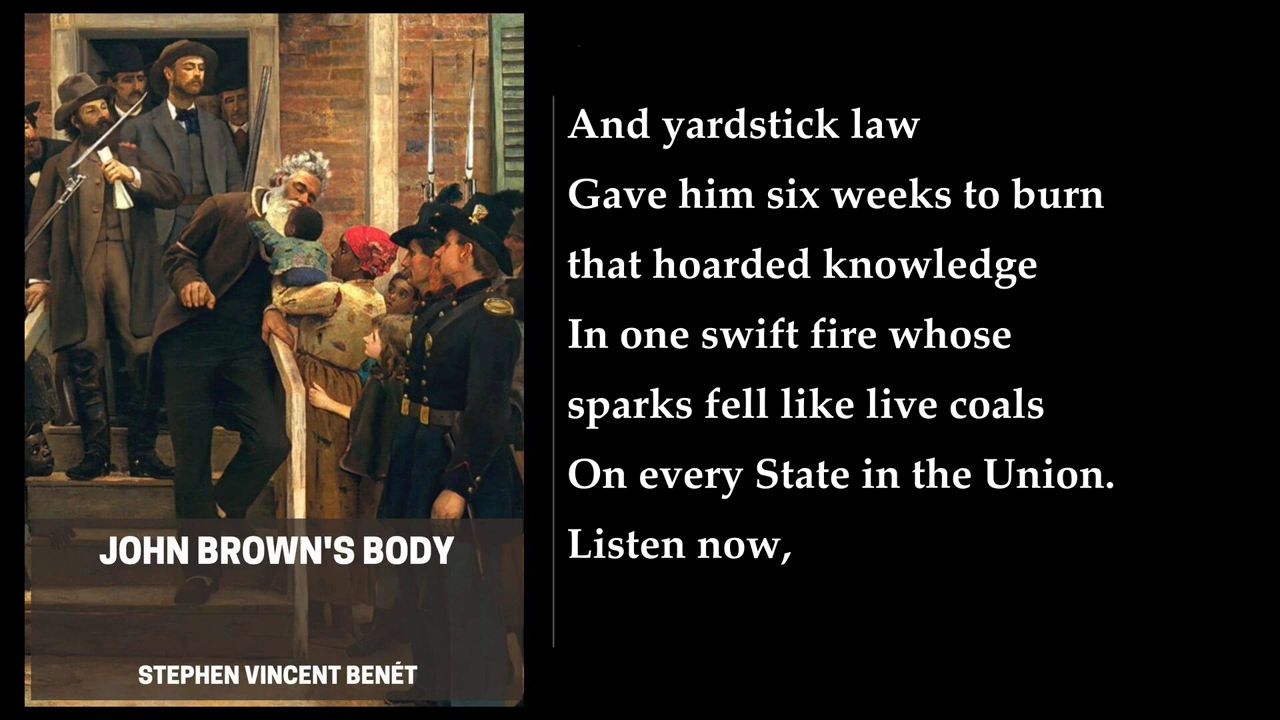 JOHN BROWN'S BODY
STEPHEN VINCENT BENÉT
And yardstick law
Gave him six weeks to burn
that hoarded knowledge
In one swift fire whose
sparks fell like live coals
On every State in the Union.
Listen now,